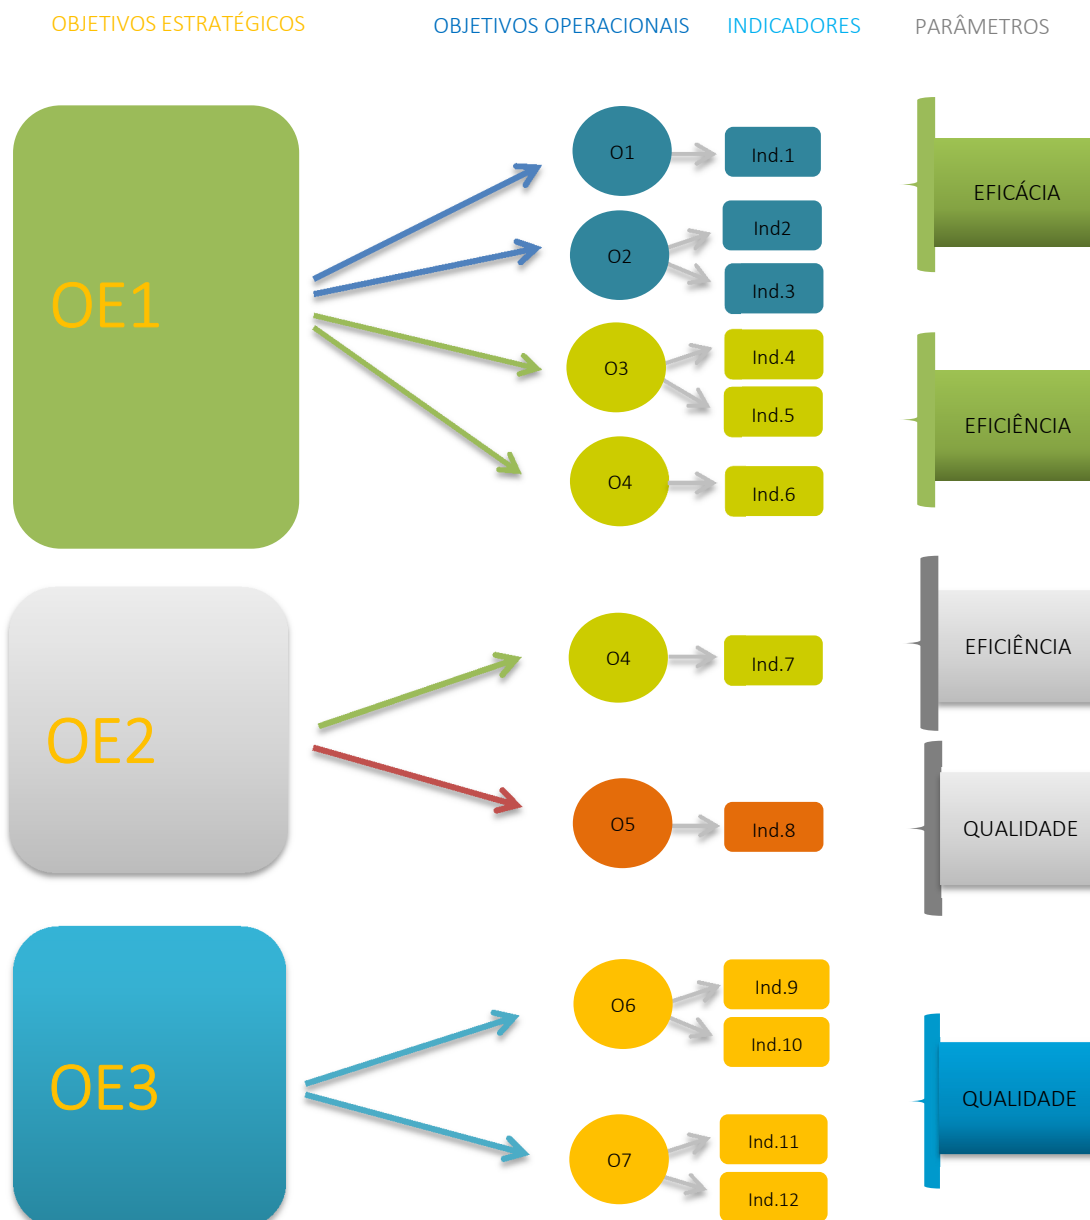 OBJETIVOS ESTRATÉGICOS
OBJETIVOS OPERACIONAIS
INDICADORES
PARÂMETROS
OE1
O1
Ind.1
O2
Ind2
Ind.3
EFICÁCIA
O3
Ind.4
Ind.5
O4
Ind.6
EFICIÊNCIA
OE2
O4
Ind.7
EFICIÊNCIA
O5
Ind.8
QUALIDADE
OE3
O6
Ind.9
Ind.10
O7
Ind.11
Ind.12
QUALIDADE